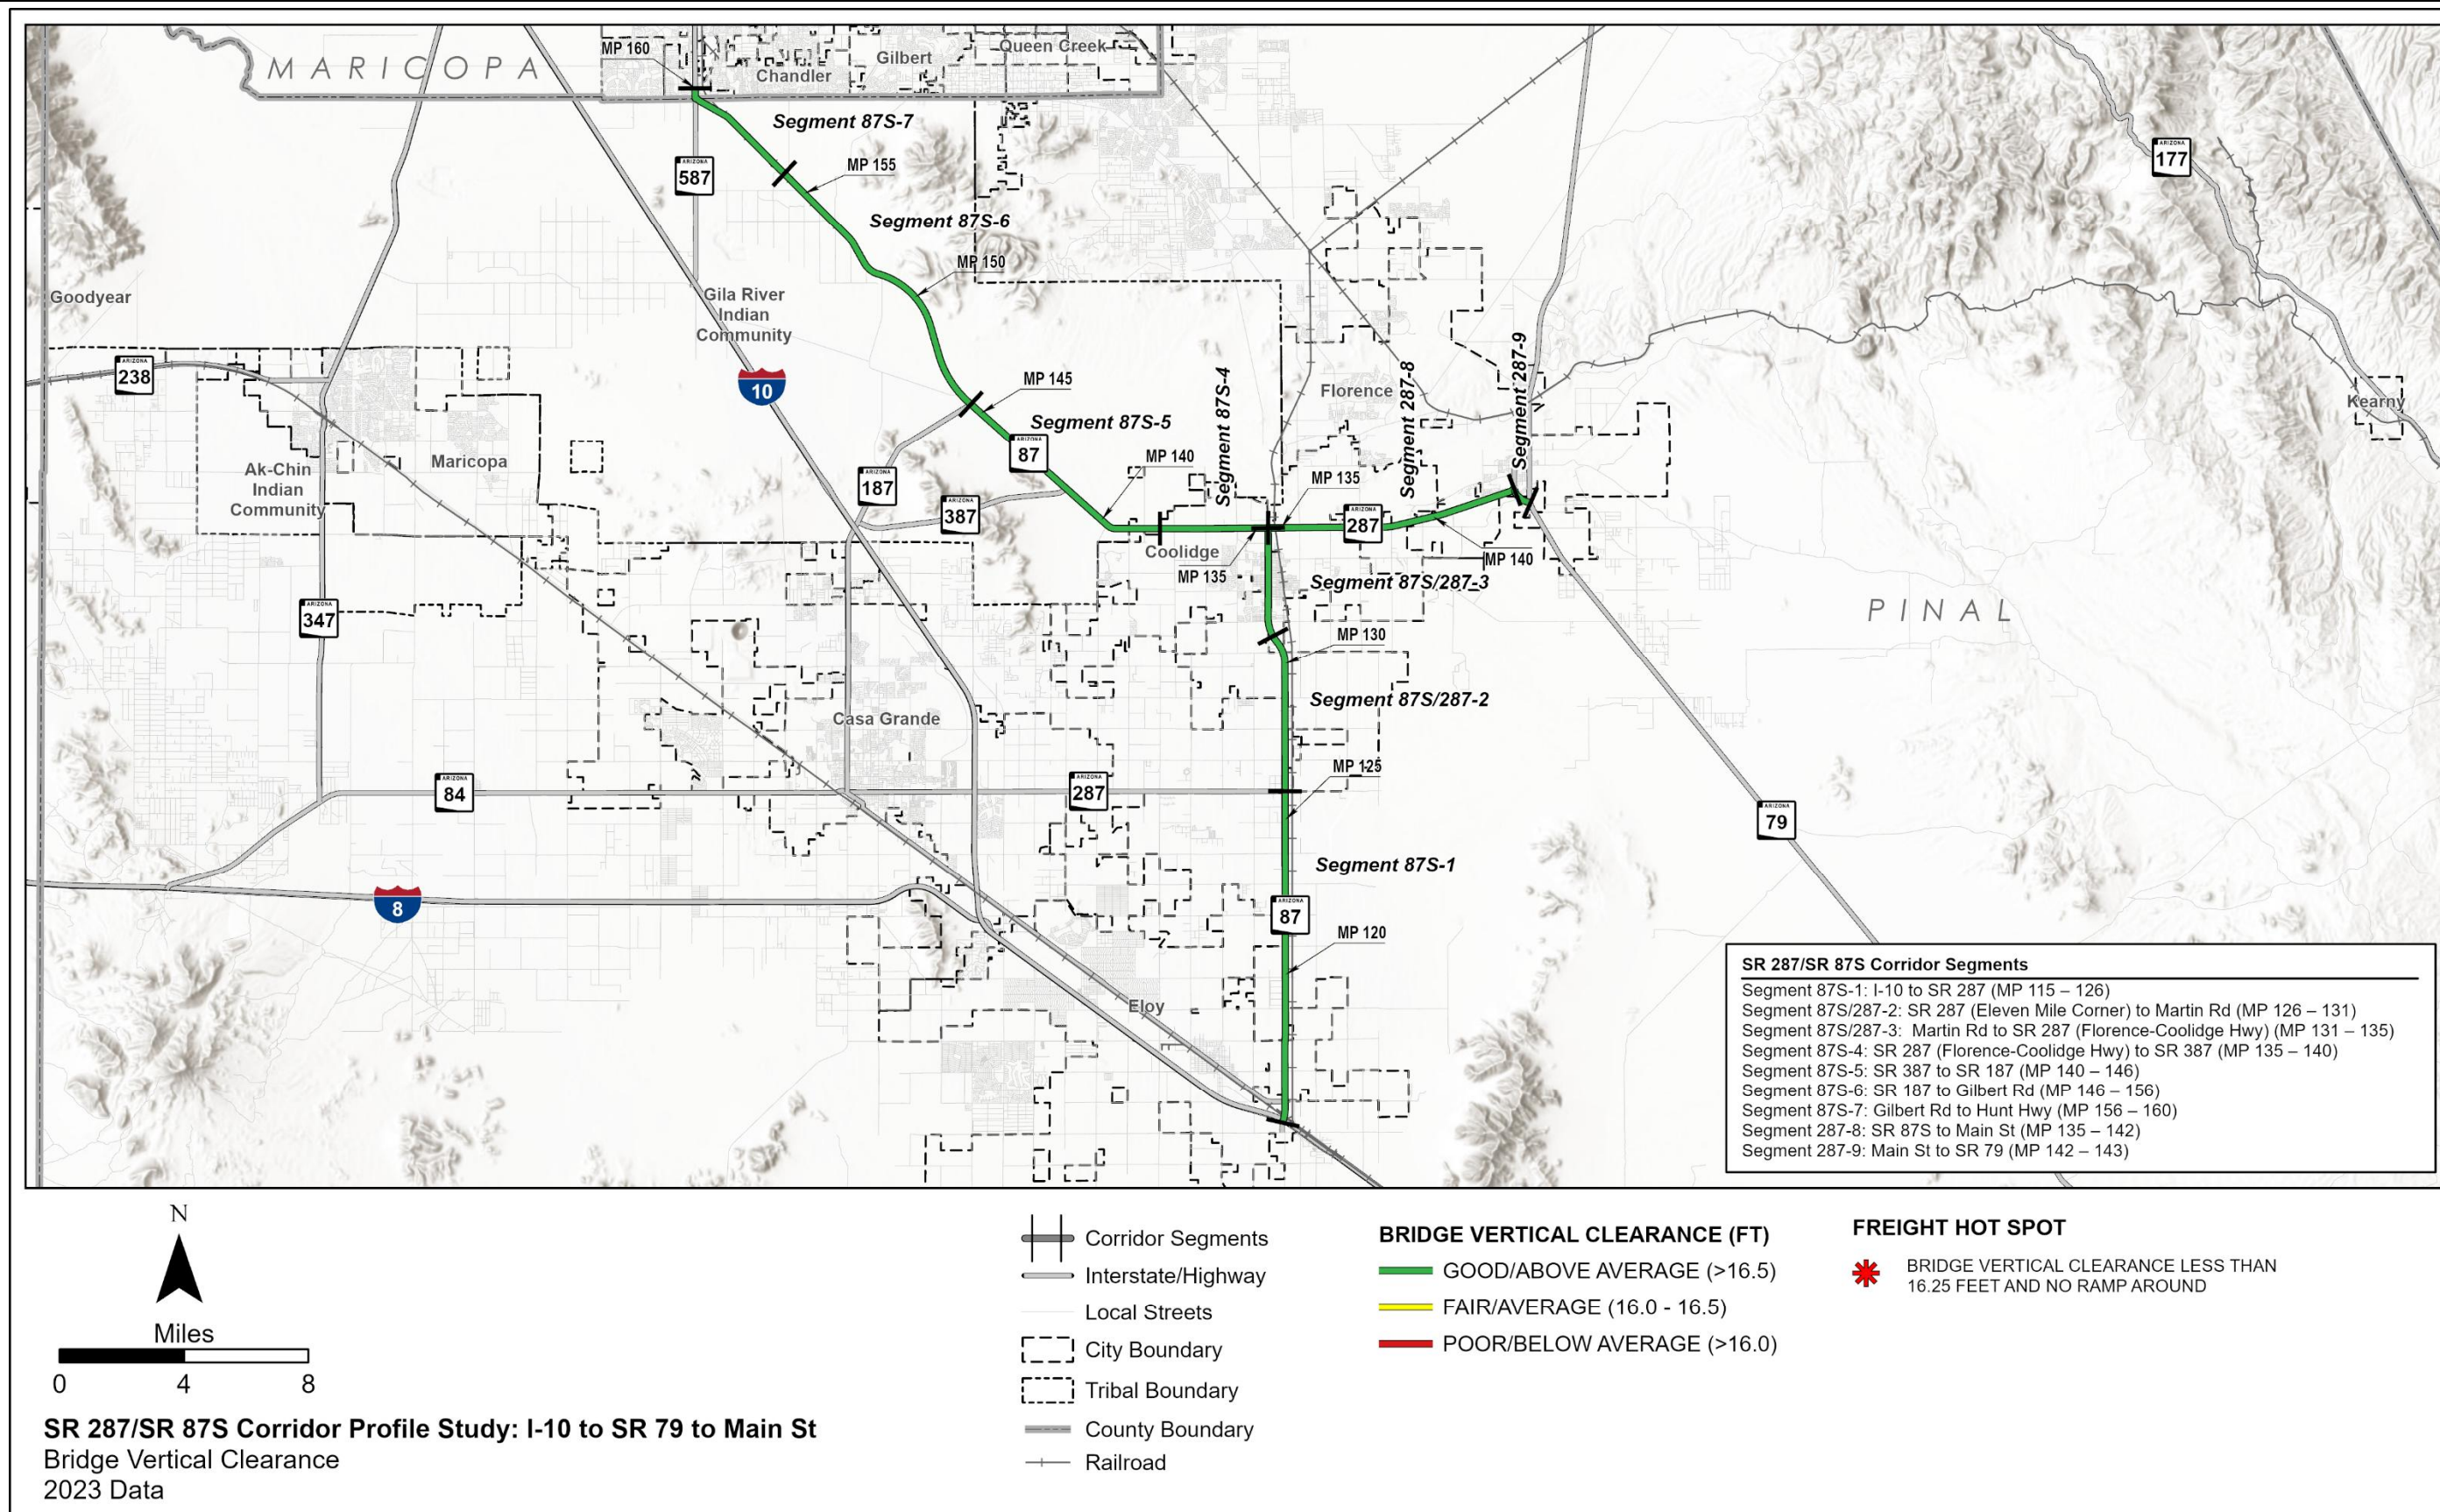 MARICOPA
MP 160
Chandler
Gilbert
Queen Creek
Segment 87S-7
ARIZONA
587
MP 155
ARIZONA
177
Segment 87S-6
MP 150
Goodyear
Gila River
Indian
Community
ARIZONA
238
10
MP 145
Segment 87S-4
Florence
Segment 287-8
Segment 287-9
Kearny
Segment 87S-5
ARIZONA
87
Ak-Chin
Indian
Community
Maricopa
ARIZONA
187
MP 140
MP 135
ARIZONA
387
ARIZONA
287
Coolidge
MP 135
MP 140
Segment 87S/287-3
ARIZONA
347
PINAL
MP 130
Segment 87S/287-2
Casa Grande
MP 125
ARIZONA
84
ARIZONA
287
ARIZONA
79
Segment 87S-1
8
ARIZONA
87
MP 120
Eloy
SR 287/SR 87S Corridor Segments
Segment 87S-1: I-10 to SR 287 (MP 115 – 126)
Segment 87S/287-2: SR 287 (Eleven Mile Corner) to Martin Rd (MP 126 – 131)
Segment 87S/287-3:  Martin Rd to SR 287 (Florence-Coolidge Hwy) (MP 131 – 135)
Segment 87S-4: SR 287 (Florence-Coolidge Hwy) to SR 387 (MP 135 – 140)
Segment 87S-5: SR 387 to SR 187 (MP 140 – 146)
Segment 87S-6: SR 187 to Gilbert Rd (MP 146 – 156)
Segment 87S-7: Gilbert Rd to Hunt Hwy (MP 156 – 160)
Segment 287-8: SR 87S to Main St (MP 135 – 142)
Segment 287-9: Main St to SR 79 (MP 142 – 143)
N
Miles
0 4 8
SR 287/SR 87S Corridor Profile Study: I-10 to SR 79 to Main St
Bridge Vertical Clearance
2023 Data
Corridor Segments
Interstate/Highway
Local Streets
City Boundary
Tribal Boundary
County Boundary
Railroad
BRIDGE VERTICAL CLEARANCE (FT)
GOOD/ABOVE AVERAGE (>16.5)
FAIR/AVERAGE (16.0 - 16.5)
POOR/BELOW AVERAGE (>16.0)
FREIGHT HOT SPOT
BRIDGE VERTICAL CLEARANCE LESS THAN
16.25 FEET AND NO RAMP AROUND